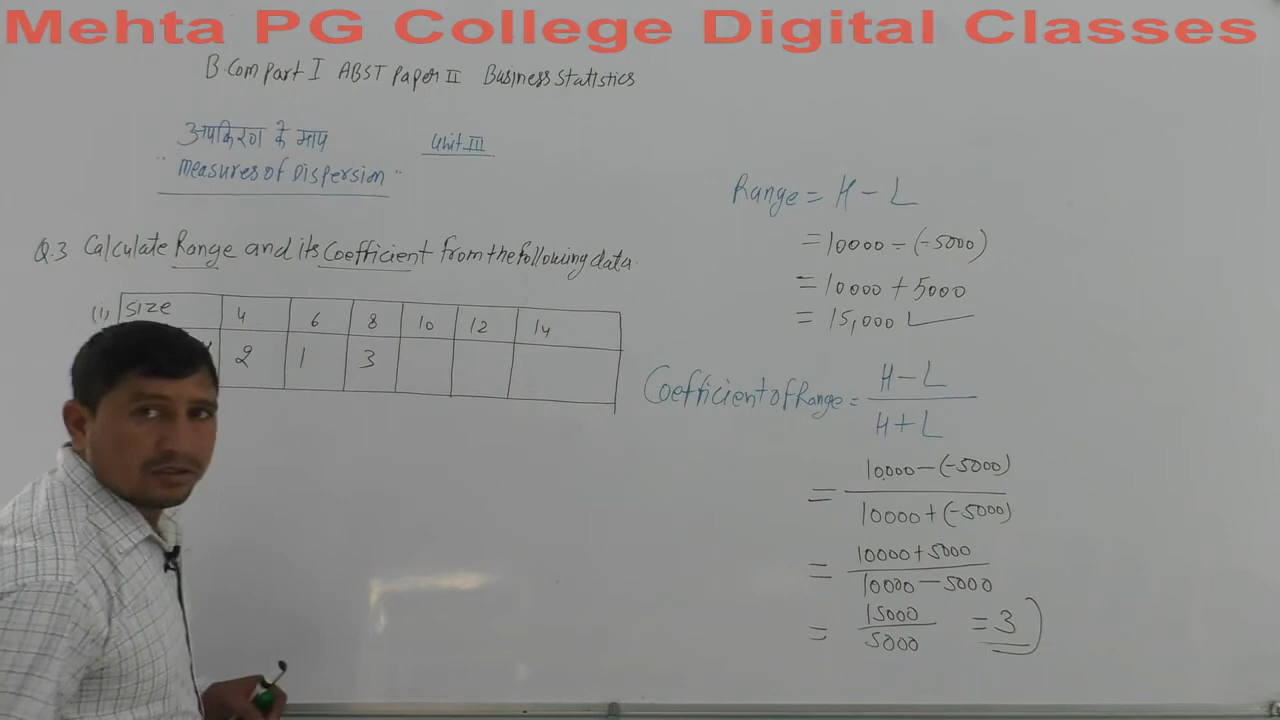 Mehta PG College Digital Classes
B.Com Part I ABST Paper II Business Statistics
अपकिरण के माप
Unit III
"Measures of Dispersion"
Q.3 Calculate Range and its Coefficient from the following data.
(i) Size 4 6 8 10 12 14
2 1 3
Range = H - L
= 10000 - (-5000)
= 10000 + 5000
= 15,000
Coefficient of Range = H - L
H + L
= 10000 - (-5000)
10000 + (-5000)
= 10000 + 5000
10000 - 5000
= 15000 = 3
5000